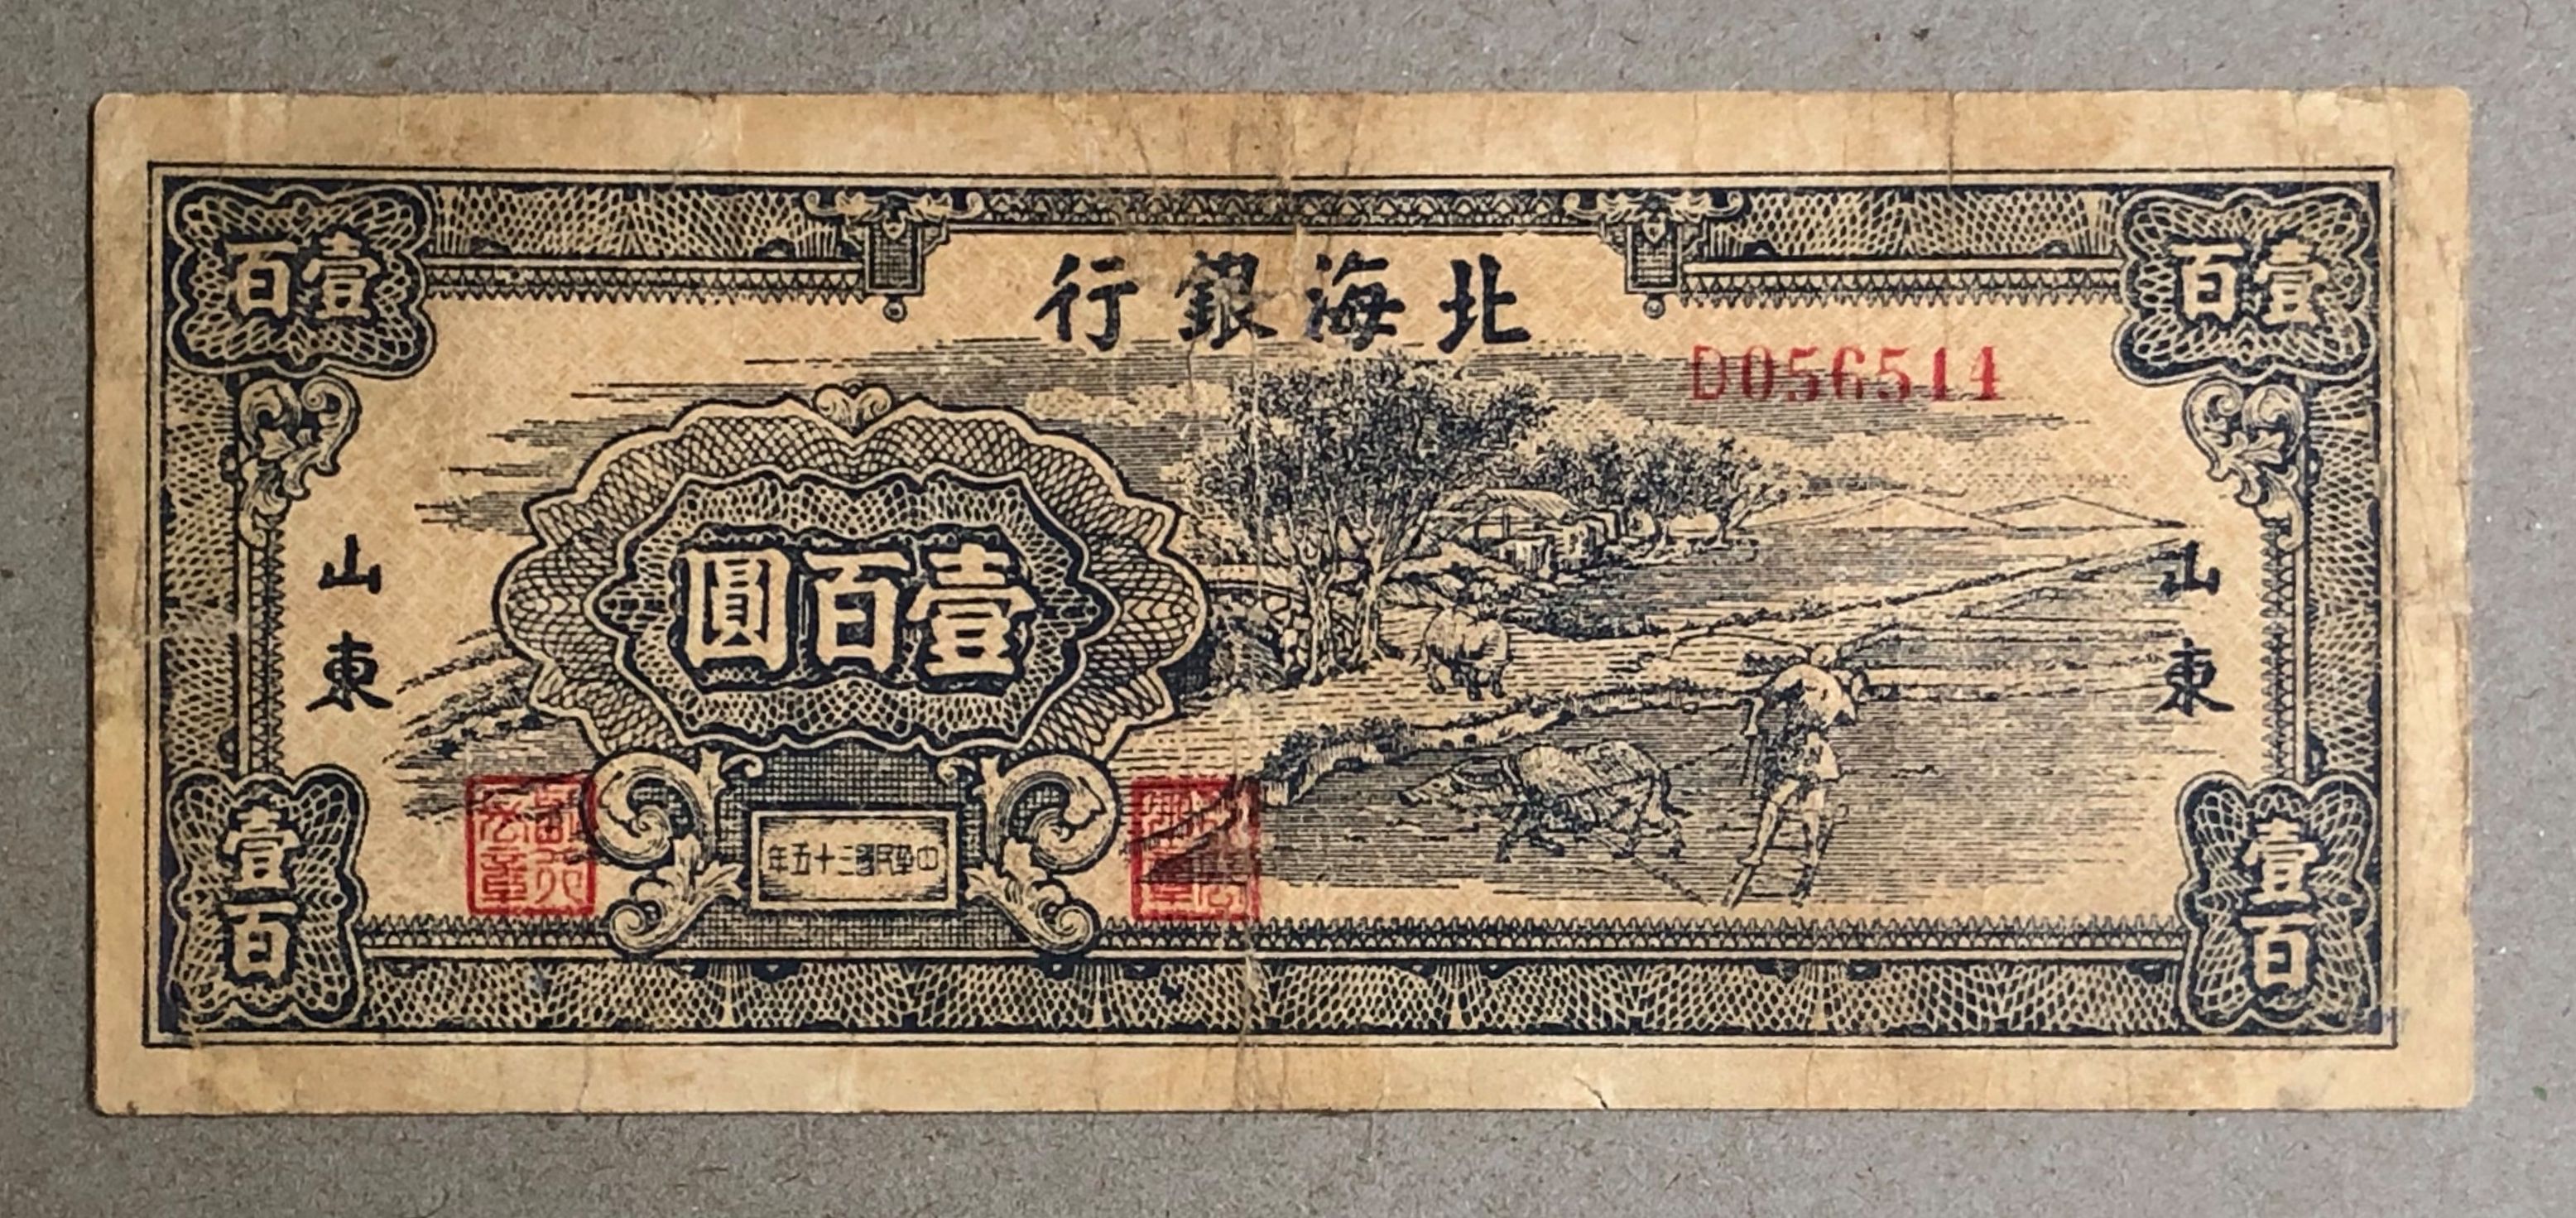 北海銀行
壹百
壹百
D056514
壹百圓
山東
山東
中華民國三十五年
壹百
壹百